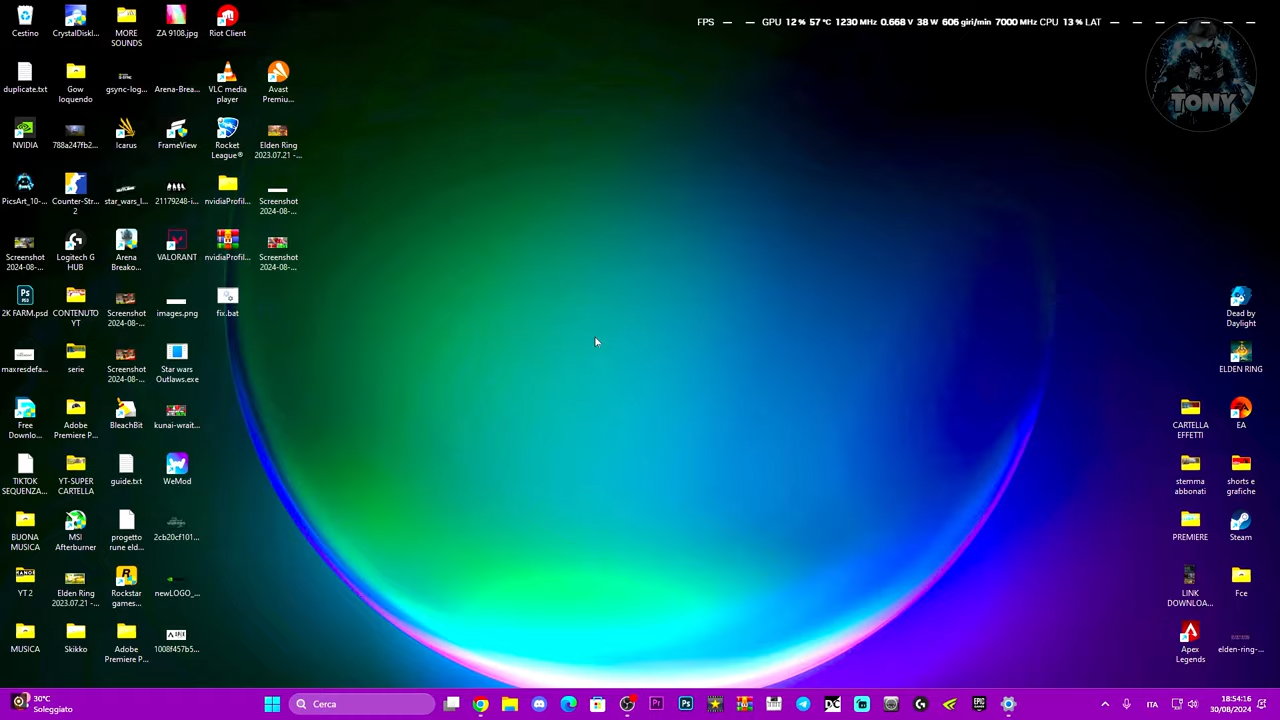 FPS — — GPU 12 % 57 °C 1230 MHz 0.668 V 38 W 606 giri/min 7000 MHz CPU 13 % LAT — — — — — — —
TONY
Cestino
CrystalDiskI...
MORE
SOUNDS
ZA 9108.jpg
Riot Client
duplicate.txt
Gow
loquendo
gsync-log...
Arena-Brea...
VLC media
player
Avast
Premiu...
NVIDIA
788a247fb2...
Icarus
FrameView
Rocket
League®
Elden Ring
2023.07.21 -...
PicsArt_10-...
Counter-Str...
2
star_wars_l...
21179248-i...
nvidiaProfil...
Screenshot
2024-08-...
Screenshot
2024-08-...
Logitech G
HUB
Arena
Breako...
VALORANT
nvidiaProfil...
Screenshot
2024-08-...
2K FARM.psd
CONTENUTO
YT
Screenshot
2024-08-...
images.png
fix.bat
Dead by
Daylight
maxresdefa...
serie
Screenshot
2024-08-...
Star wars
Outlaws.exe
ELDEN RING
Free
Downlo...
Adobe
Premiere P...
BleachBit
kunai-wrait...
CARTELLA
EFFETTI
EA
TIKTOK
SEQUENZA...
YT-SUPER
CARTELLA
guide.txt
WeMod
stemma
abbonati
shorts e
grafiche
BUONA
MUSICA
MSI
Afterburner
progetto
rune eld...
2cb20cf101...
PREMIERE
Steam
YT 2
Elden Ring
2023.07.21 -...
Rockstar
games...
newLOGO_...
LINK
DOWNLOA...
Fce
MUSICA
Skikko
Adobe
Premiere P...
1008f457b5...
Apex
Legends
elden-ring-...
30°C
Soleggiato
Cerca
ITA
18:54:16
30/08/2024